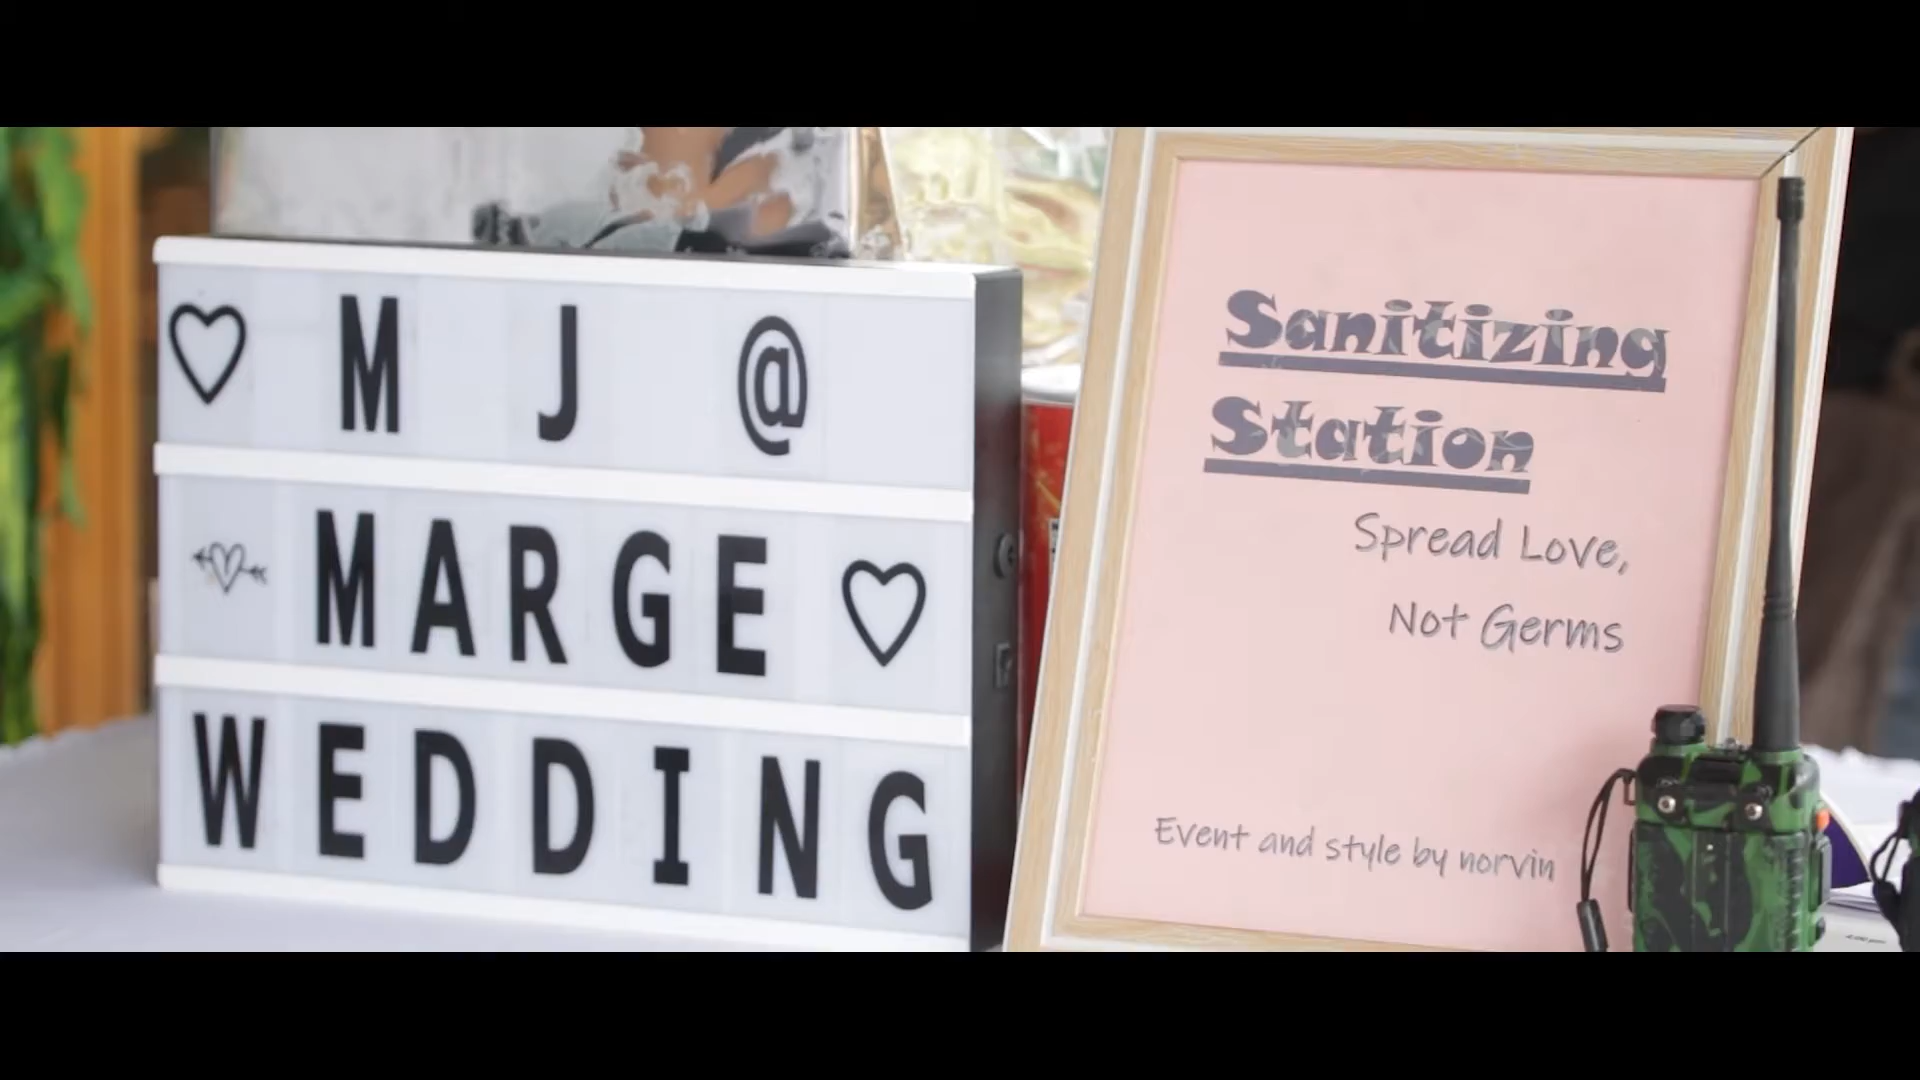 M J @
MARGE
WEDDING
Sanitizing
Station
Spread Love,
Not Germs
Event and style by norvin